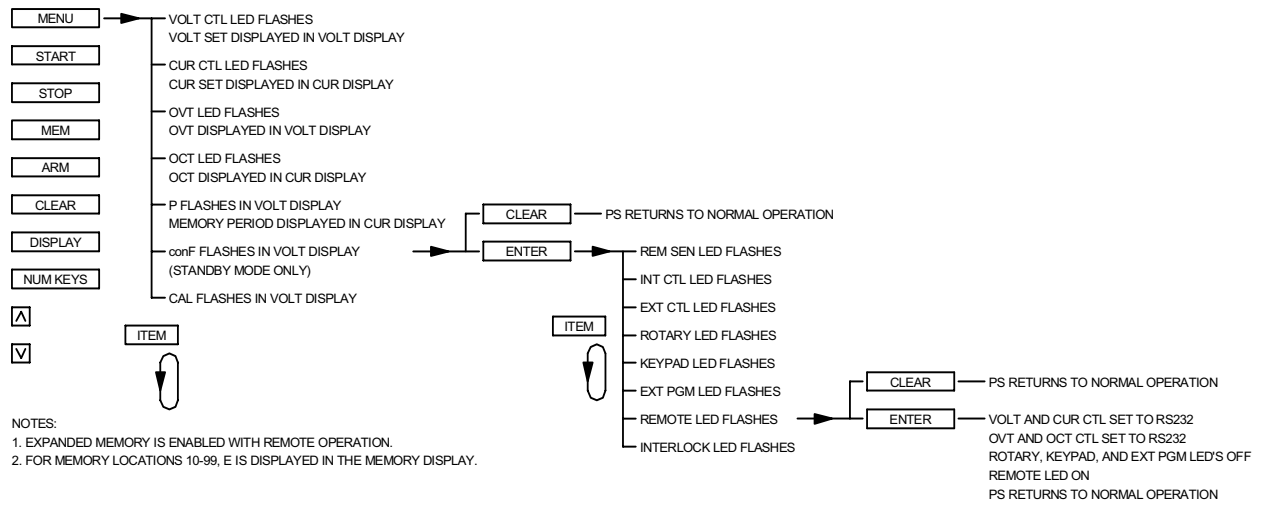 MENU
START
STOP
MEM
ARM
CLEAR
DISPLAY
NUM KEYS
VOLT CTL LED FLASHES
VOLT SET DISPLAYED IN VOLT DISPLAY
CUR CTL LED FLASHES
CUR SET DISPLAYED IN CUR DISPLAY
OVT LED FLASHES
OVT DISPLAYED IN VOLT DISPLAY
OCT LED FLASHES
OCT DISPLAYED IN CUR DISPLAY
P FLASHES IN VOLT DISPLAY
MEMORY PERIOD DISPLAYED IN CUR DISPLAY
conF FLASHES IN VOLT DISPLAY
(STANDBY MODE ONLY)
CAL FLASHES IN VOLT DISPLAY
ITEM
CLEAR
PS RETURNS TO NORMAL OPERATION
ENTER
REM SEN LED FLASHES
INT CTL LED FLASHES
EXT CTL LED FLASHES
ROTARY LED FLASHES
KEYPAD LED FLASHES
EXT PGM LED FLASHES
REMOTE LED FLASHES
INTERLOCK LED FLASHES
ITEM
CLEAR
PS RETURNS TO NORMAL OPERATION
ENTER
VOLT AND CUR CTL SET TO RS232
OVT AND OCT CTL SET TO RS232
ROTARY, KEYPAD, AND EXT PGM LED'S OFF
REMOTE LED ON
PS RETURNS TO NORMAL OPERATION
NOTES:
1. EXPANDED MEMORY IS ENABLED WITH REMOTE OPERATION.
2. FOR MEMORY LOCATIONS 10-99, E IS DISPLAYED IN THE MEMORY DISPLAY.